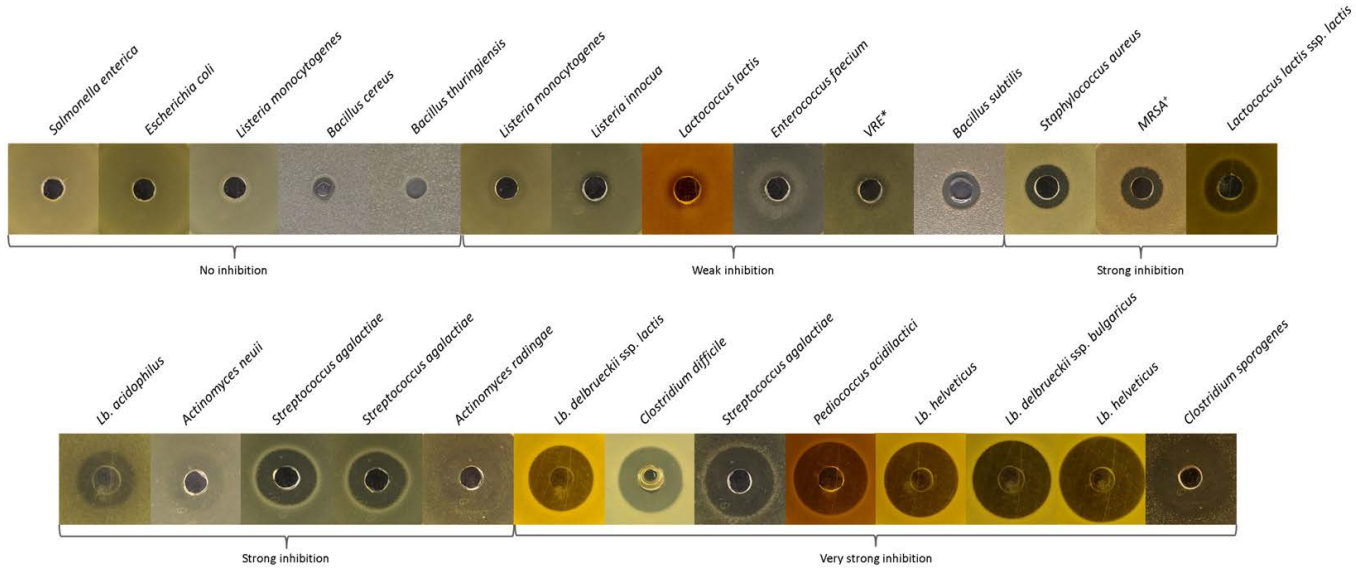 Salmonella enterica
Escherichia coli
Listeria monocytogenes
Bacillus cereus
Bacillus thuringiensis
Listeria monocytogenes
Listeria innocua
Lactococcus lactis
Enterococcus faecium
VRE*
Bacillus subtilis
Staphylococcus aureus
MRSA⁺
Lactococcus lactis ssp. lactis
No inhibition
Weak inhibition
Strong inhibition
Lb. acidophilus
Actinomyces neuii
Streptococcus agalactiae
Streptococcus agalactiae
Actinomyces radingae
Lb. delbrueckii ssp. lactis
Clostridium difficile
Streptococcus agalactiae
Pediococcus acidilactici
Lb. helveticus
Lb. delbrueckii ssp. bulgaricus
Lb. helveticus
Clostridium sporogenes
Strong inhibition
Very strong inhibition